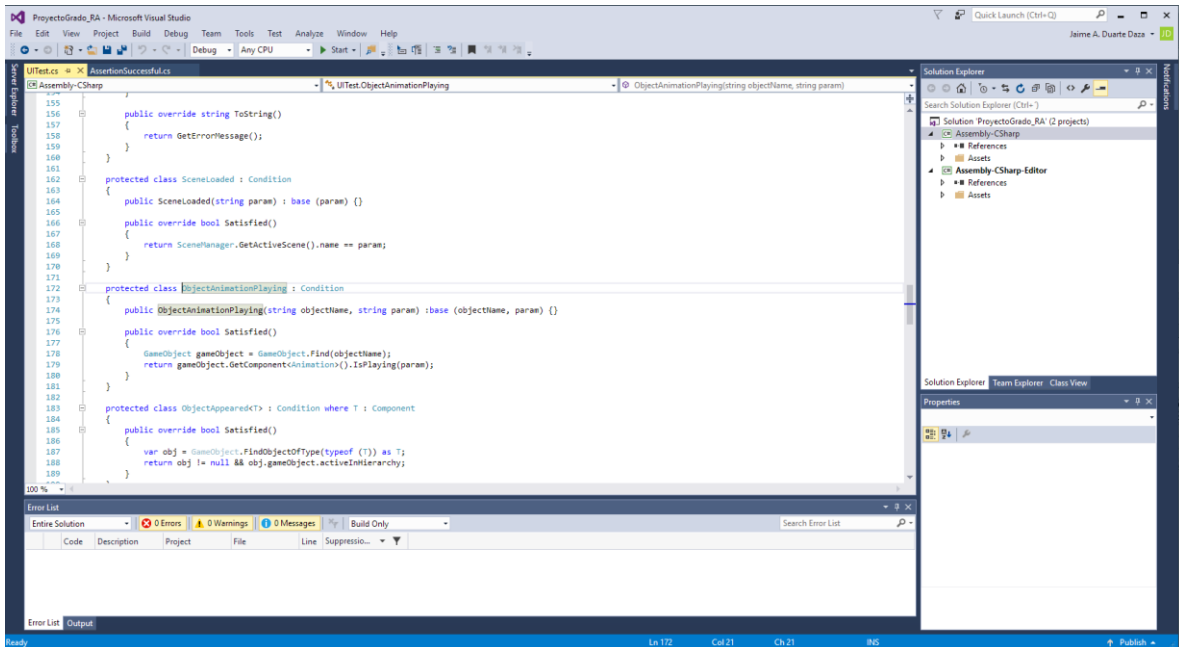 ProyectoGrado_RA - Microsoft Visual Studio
Quick Launch (Ctrl+Q)
File Edit View Project Build Debug Team Tools Test Analyze Window Help
Jaime A. Duarte Daza
JD
Debug Any CPU Start
Server Explorer
Toolbox
Notifications
UITest.cs AssertionSuccessful.cs
Assembly-CSharp UITest.ObjectAnimationPlaying ObjectAnimationPlaying(string objectName, string param)
154 }
155
156 public override string ToString()
157 {
158 return GetErrorMessage();
159 }
160 }
161
162 protected class SceneLoaded : Condition
163 {
164 public SceneLoaded(string param) : base (param) {}
165
166 public override bool Satisfied()
167 {
168 return SceneManager.GetActiveScene().name == param;
169 }
170 }
171
172 protected class ObjectAnimationPlaying : Condition
173 {
174 public ObjectAnimationPlaying(string objectName, string param) :base (objectName, param) {}
175
176 public override bool Satisfied()
177 {
178 GameObject gameObject = GameObject.Find(objectName);
179 return gameObject.GetComponent<Animation>().IsPlaying(param);
180 }
181 }
182
183 protected class ObjectAppeared<T> : Condition where T : Component
184 {
185 public override bool Satisfied()
186 {
187 var obj = GameObject.FindObjectOfType(typeof (T)) as T;
188 return obj != null && obj.gameObject.activeInHierarchy;
189 }
100 %
Solution Explorer
Search Solution Explorer (Ctrl+¨)
Solution 'ProyectoGrado_RA' (2 projects)
Assembly-CSharp
References
Assets
Assembly-CSharp-Editor
References
Assets
Solution Explorer Team Explorer Class View
Properties
Error List
Entire Solution 0 Errors 0 Warnings 0 Messages Build Only Search Error List
Code Description Project File Line Suppressio...
Error List Output
Ready Ln 172 Col 21 Ch 21 INS Publish